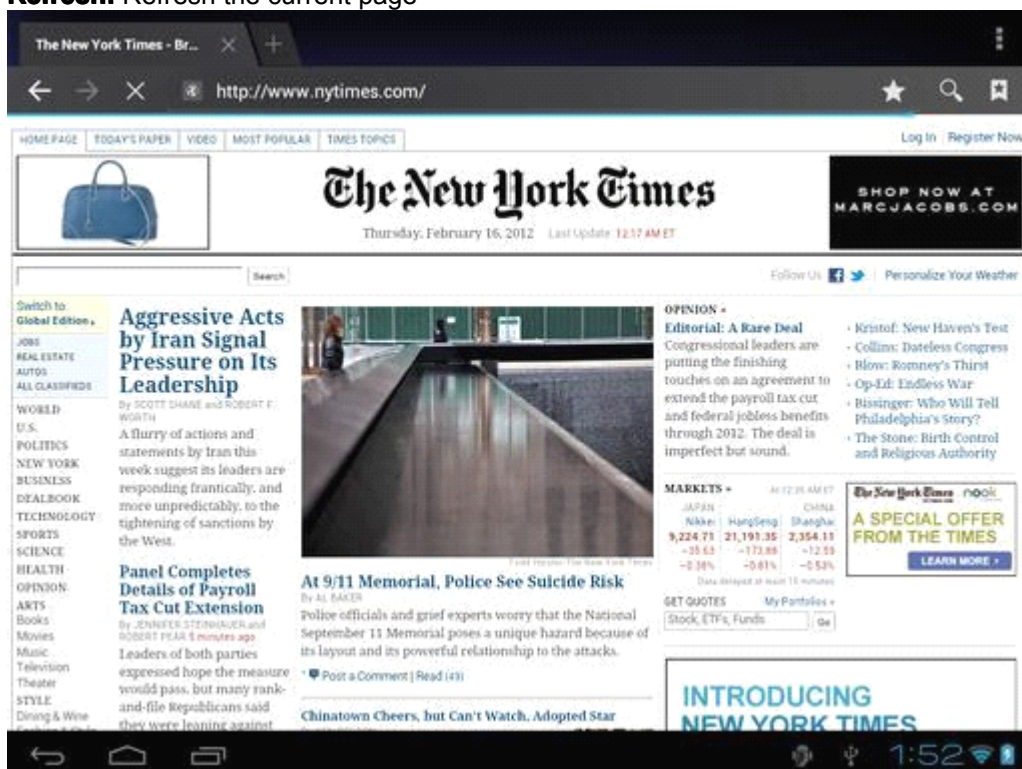 Refresh: Refresh the current page
The New York Times - Br...
http://www.nytimes.com/
HOME PAGE TODAY'S PAPER VIDEO MOST POPULAR TIMES TOPICS
Log In Register Now
The New York Times
Thursday, February 16, 2012 Last Update: 12:17 AM ET
SHOP NOW AT
MARCJACOBS.COM
Search
Follow Us
Personalize Your Weather
Switch to
Global Edition
JOBS
REAL ESTATE
AUTOS
ALL CLASSIFIEDS
WORLD
U.S.
POLITICS
NEW YORK
BUSINESS
DEALBOOK
TECHNOLOGY
SPORTS
SCIENCE
HEALTH
OPINION
ARTS
Books
Movies
Music
Television
Theater
STYLE
Dining & Wine
Aggressive Acts
by Iran Signal
Pressure on Its
Leadership
By SCOTT SHANE and ROBERT F.
WORTH
A flurry of actions and
statements by Iran this
week suggest its leaders are
responding frantically, and
more unpredictably, to the
tightening of sanctions by
the West.
Panel Completes
Details of Payroll
Tax Cut Extension
By JENNIFER STEINHAUER and
ROBERT PEAR 5 minutes ago
Leaders of both parties
expressed hope the measure
would pass, but many rank-
and-file Republicans said
they were leaning against
At 9/11 Memorial, Police See Suicide Risk
By AL BAKER
Police officials and grief experts worry that the National
September 11 Memorial poses a unique hazard because of
its layout and its powerful relationship to the attacks.
Post a Comment | Read (49)
Chinatown Cheers, but Can't Watch, Adopted Star
OPINION »
Editorial: A Rare Deal
Congressional leaders are
putting the finishing
touches on an agreement to
extend the payroll tax cut
and federal jobless benefits
through 2012. The deal is
imperfect but sound.
• Kristof: New Haven's Test
• Collins: Dateless Congress
• Blow: Romney's Thirst
• Op-Ed: Endless War
• Bissinger: Who Will Tell
Philadelphia's Story?
• The Stone: Birth Control
and Religious Authority
MARKETS » At 12:35 AM ET
JAPAN CHINA
Nikkei HangSeng Shanghai
9,224.71 21,191.35 2,354.11
-35.63 -173.88 -12.59
-0.38% -0.81% -0.53%
Data delayed at least 15 minutes
GET QUOTES My Portfolios »
Stock, ETFs, Funds Go
The New York Times nook
A SPECIAL OFFER
FROM THE TIMES
LEARN MORE
INTRODUCING
NEW YORK TIMES
1:52